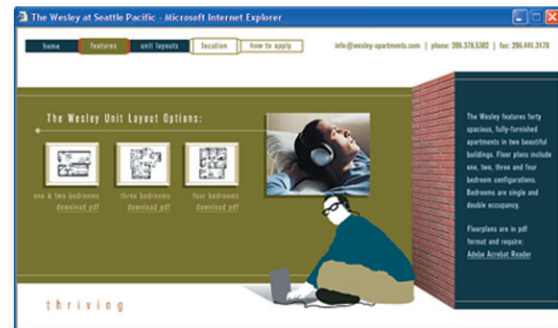 The Wesley at Seattle Pacific - Microsoft Internet Explorer
home features unit layouts location how to apply
info@wesley-apartments.com | phone: 206.378.5302 | fax: 206.441.3178
The Wesley Unit Layout Options:
one & two bedrooms
download pdf
three bedrooms
download pdf
four bedrooms
download pdf
The Wesley features forty
spacious, fully-furnished
apartments in two beautiful
buildings. Floor plans include
one, two, three and four
bedroom configurations.
Bedrooms are single and
double occupancy.
Floorplans are in pdf
format and require:
Adobe Acrobat Reader
thriving